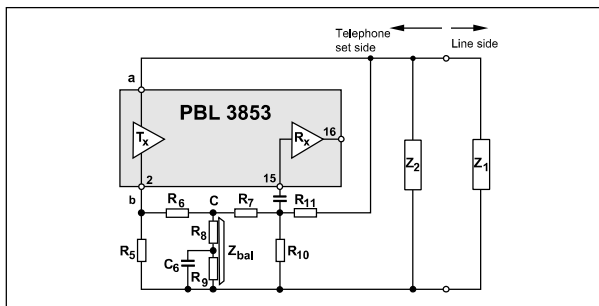 Telephone set side
Line side
a
PBL 3853
Tx
Rx
16
2
15
Z2
Z1
b
R6
C
R7
R11
R8
Zbal
R5
C6
R9
R10